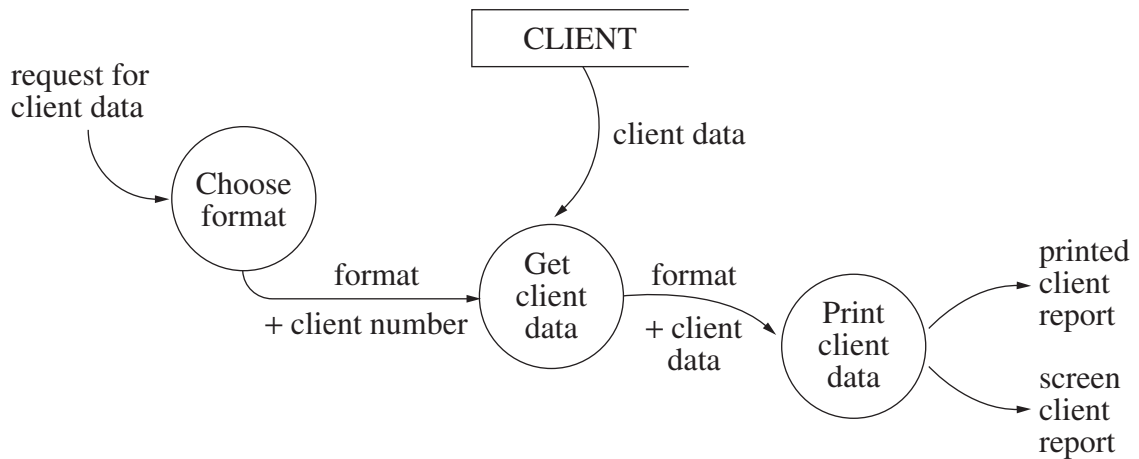 CLIENT
request for
client data
client data
Choose
format
format
+ client number
Get
client
data
format
+ client
data
Print
client
data
printed
client
report
screen
client
report